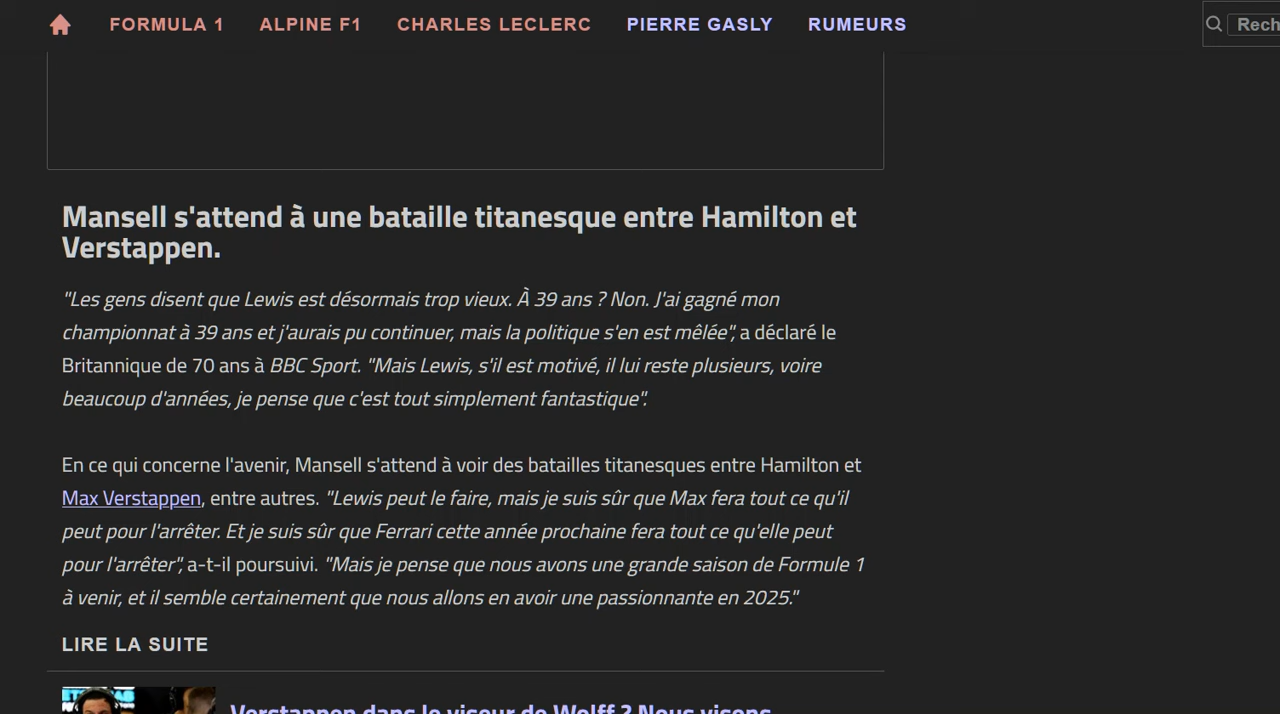 FORMULA 1 ALPINE F1 CHARLES LECLERC PIERRE GASLY RUMEURS Rech
Mansell s'attend à une bataille titanesque entre Hamilton et
Verstappen.
"Les gens disent que Lewis est désormais trop vieux. À 39 ans ? Non. J'ai gagné mon
championnat à 39 ans et j'aurais pu continuer, mais la politique s'en est mêlée", a déclaré le
Britannique de 70 ans à BBC Sport. "Mais Lewis, s'il est motivé, il lui reste plusieurs, voire
beaucoup d'années, je pense que c'est tout simplement fantastique".
En ce qui concerne l'avenir, Mansell s'attend à voir des batailles titanesques entre Hamilton et
Max Verstappen, entre autres. "Lewis peut le faire, mais je suis sûr que Max fera tout ce qu'il
peut pour l'arrêter. Et je suis sûr que Ferrari cette année prochaine fera tout ce qu'elle peut
pour l'arrêter", a-t-il poursuivi. "Mais je pense que nous avons une grande saison de Formule 1
à venir, et il semble certainement que nous allons en avoir une passionnante en 2025."
LIRE LA SUITE
Verstappen dans le viseur de Wolff ? Nous visons